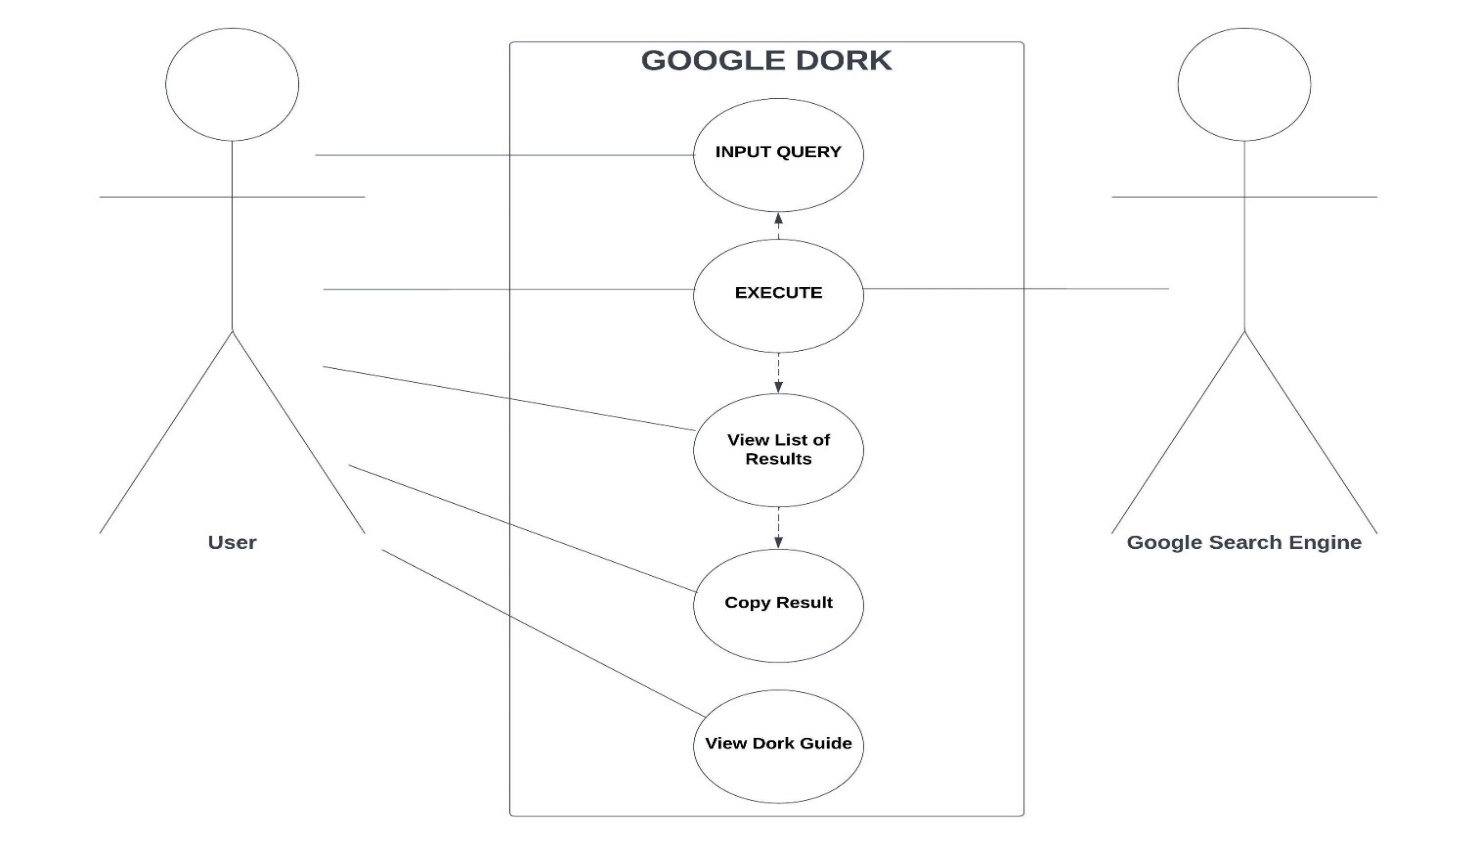 GOOGLE DORK
INPUT QUERY
EXECUTE
View List of
Results
User
Google Search Engine
Copy Result
View Dork Guide